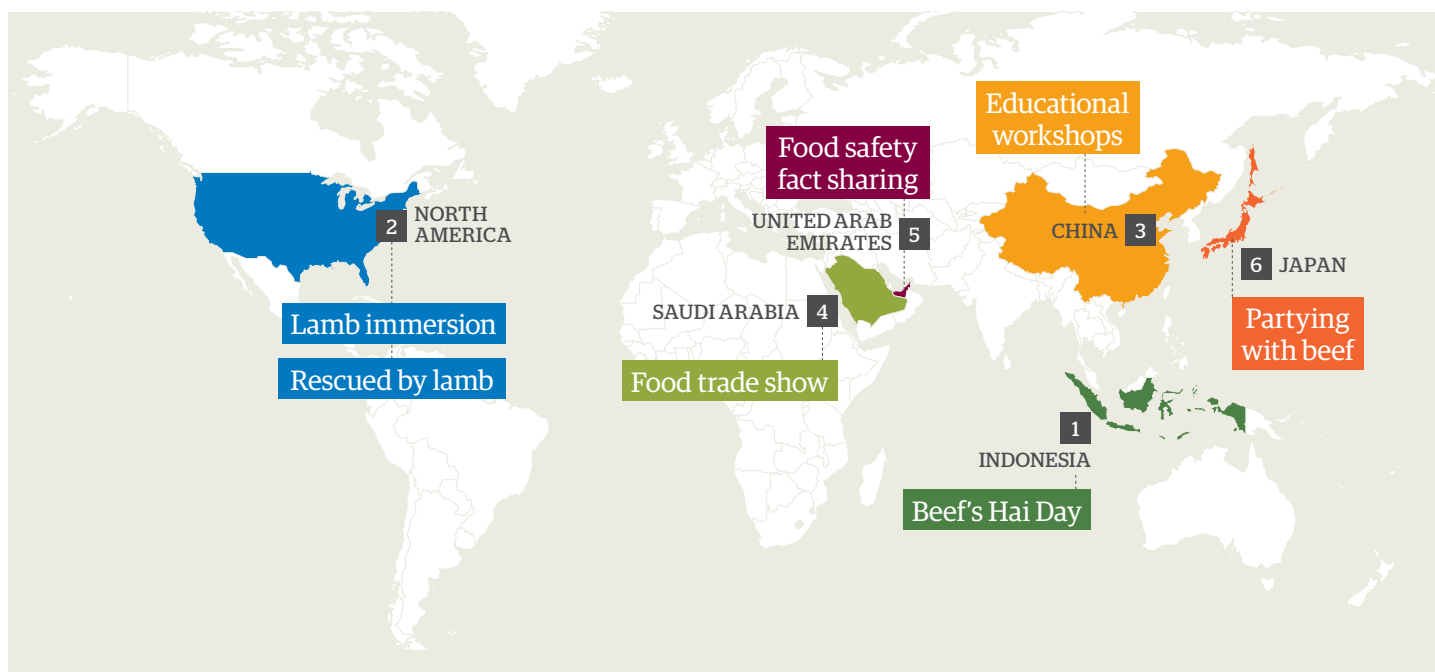 Educational
workshops
Food safety
fact sharing
2
NORTH
AMERICA
UNITED ARAB
EMIRATES
5
CHINA
3
6
JAPAN
Lamb immersion
SAUDI ARABIA
4
Partying
with beef
Rescued by lamb
Food trade show
1
INDONESIA
Beef’s Hai Day